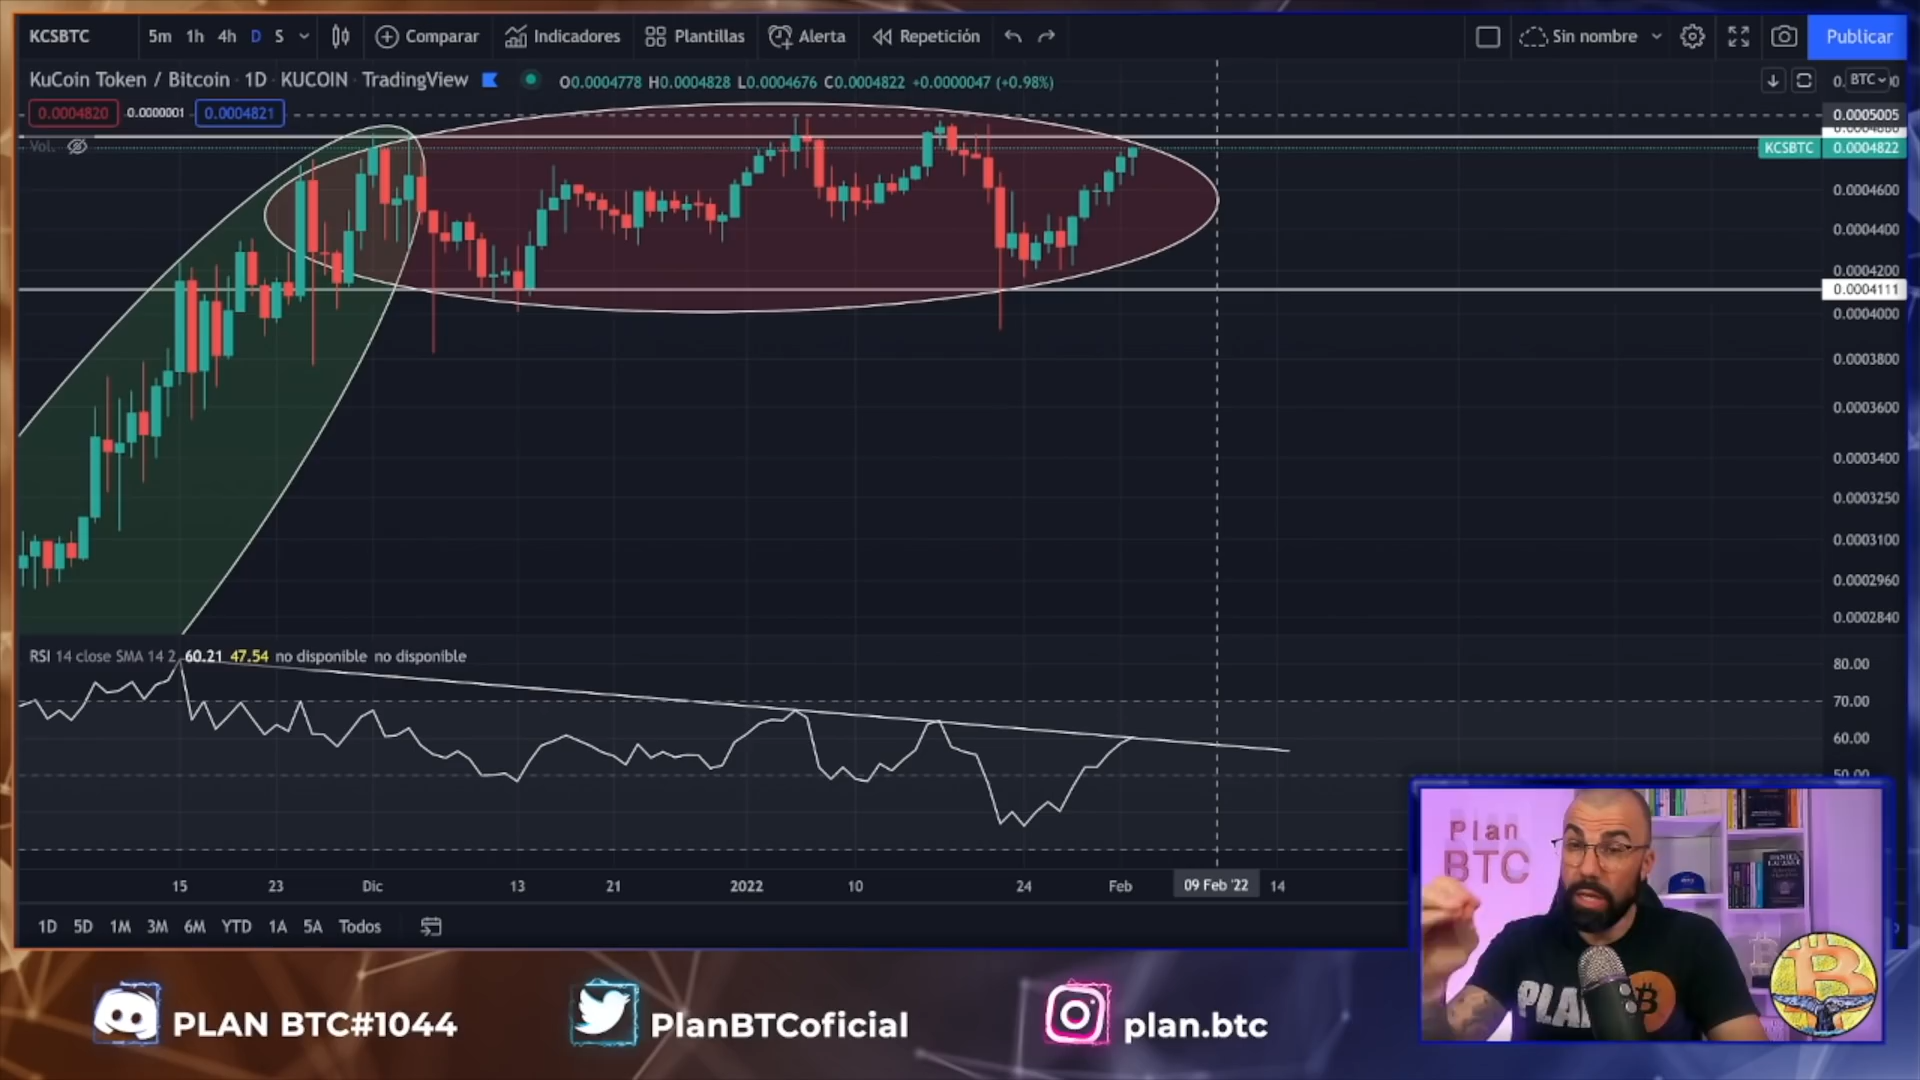 KCSBTC 5m 1h 4h D S Comparar Indicadores Plantillas Alerta Repetición Sin nombre Publicar
KuCoin Token / Bitcoin · 1D · KUCOIN · TradingView O0.0004778 H0.0004828 L0.0004676 C0.0004822 +0.0000047 (+0.98%) BTC
0.0004820 0.0000001 0.0004821
0.0005005
Vol.
KCSBTC 0.0004822
0.0004600
0.0004400
0.0004200
0.0004111
0.0004000
0.0003800
0.0003600
0.0003400
0.0003250
0.0003100
0.0002960
0.0002840
RSI 14 close SMA 14 2 60.21 47.54 no disponible no disponible
80.00
70.00
60.00
50.00
15 23 Dic 13 21 2022 10 24 Feb 09 Feb '22 14
1D 5D 1M 3M 6M YTD 1A 5A Todos
Plan
BTC
PLAN BTC#1044
PlanBTCoficial
plan.btc